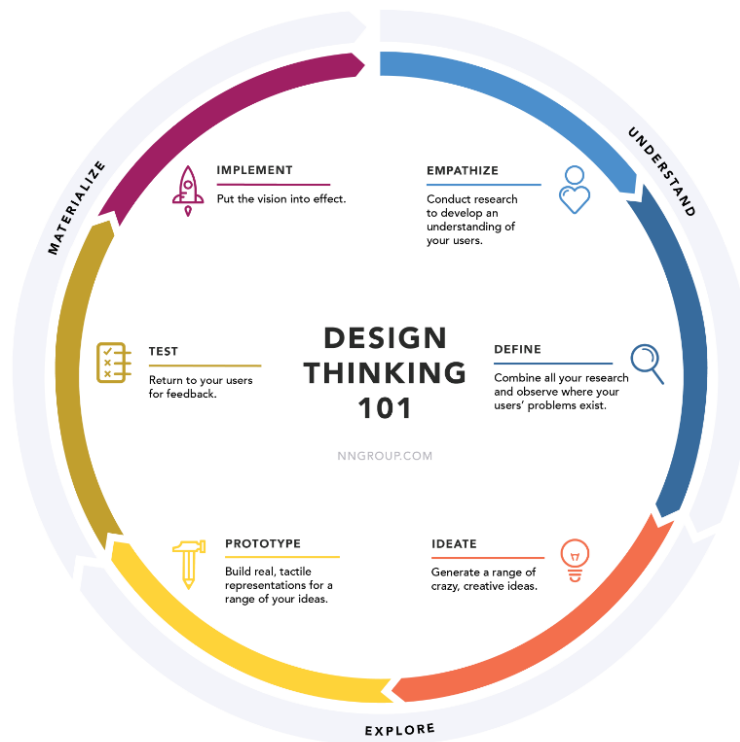 DESIGN
THINKING
101
NNGROUP.COM
UNDERSTAND
EMPATHIZE
Conduct research
to develop an
understanding of
your users.
DEFINE
Combine all your research
and observe where your
users’ problems exist.
EXPLORE
IDEATE
Generate a range of
crazy, creative ideas.
PROTOTYPE
Build real, tactile
representations for a
range of your ideas.
MATERIALIZE
TEST
Return to your users
for feedback.
IMPLEMENT
Put the vision into effect.